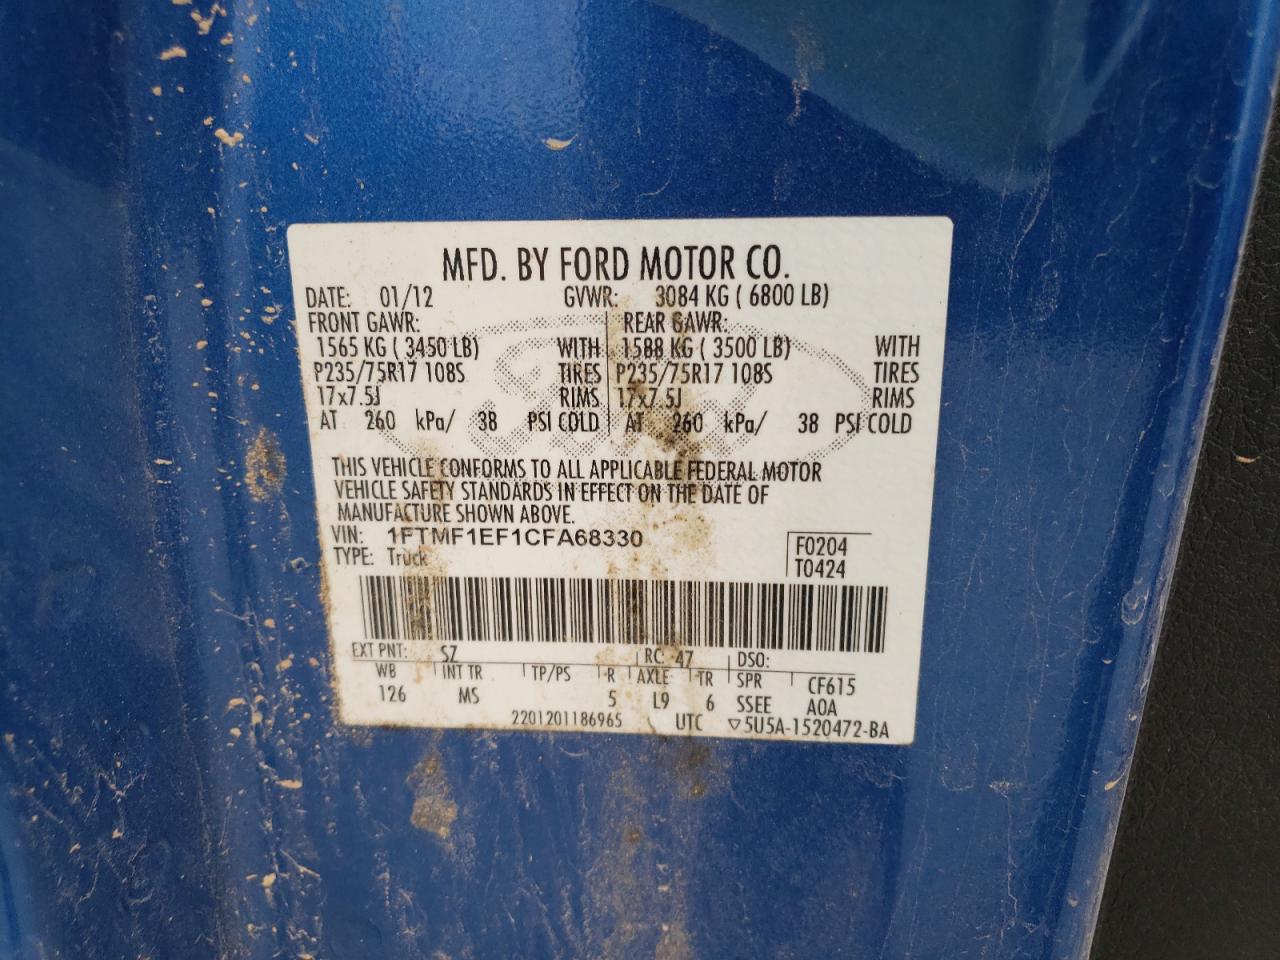 MFD. BY FORD MOTOR CO.
DATE: 01/12 GVWR: 3084 KG ( 6800 LB)
FRONT GAWR: REAR GAWR:
1565 KG ( 3450 LB) WITH 1588 KG ( 3500 LB) WITH
P235/75R17 108S TIRES P235/75R17 108S TIRES
17x7.5J RIMS 17x7.5J RIMS
AT 260 kPa/ 38 PSI COLD AT 260 kPa/ 38 PSI COLD
THIS VEHICLE CONFORMS TO ALL APPLICABLE FEDERAL MOTOR
VEHICLE SAFETY STANDARDS IN EFFECT ON THE DATE OF
MANUFACTURE SHOWN ABOVE.
VIN: 1FTMF1EF1CFA68330 F0204
TYPE: Truck T0424
EXT PNT: SZ RC: 47 DSO:
WB INT TR TP/PS R AXLE TR SPR CF615
126 MS 5 L9 6 SSEE A0A
2201201186965 UTC ▽5U5A-1520472-BA